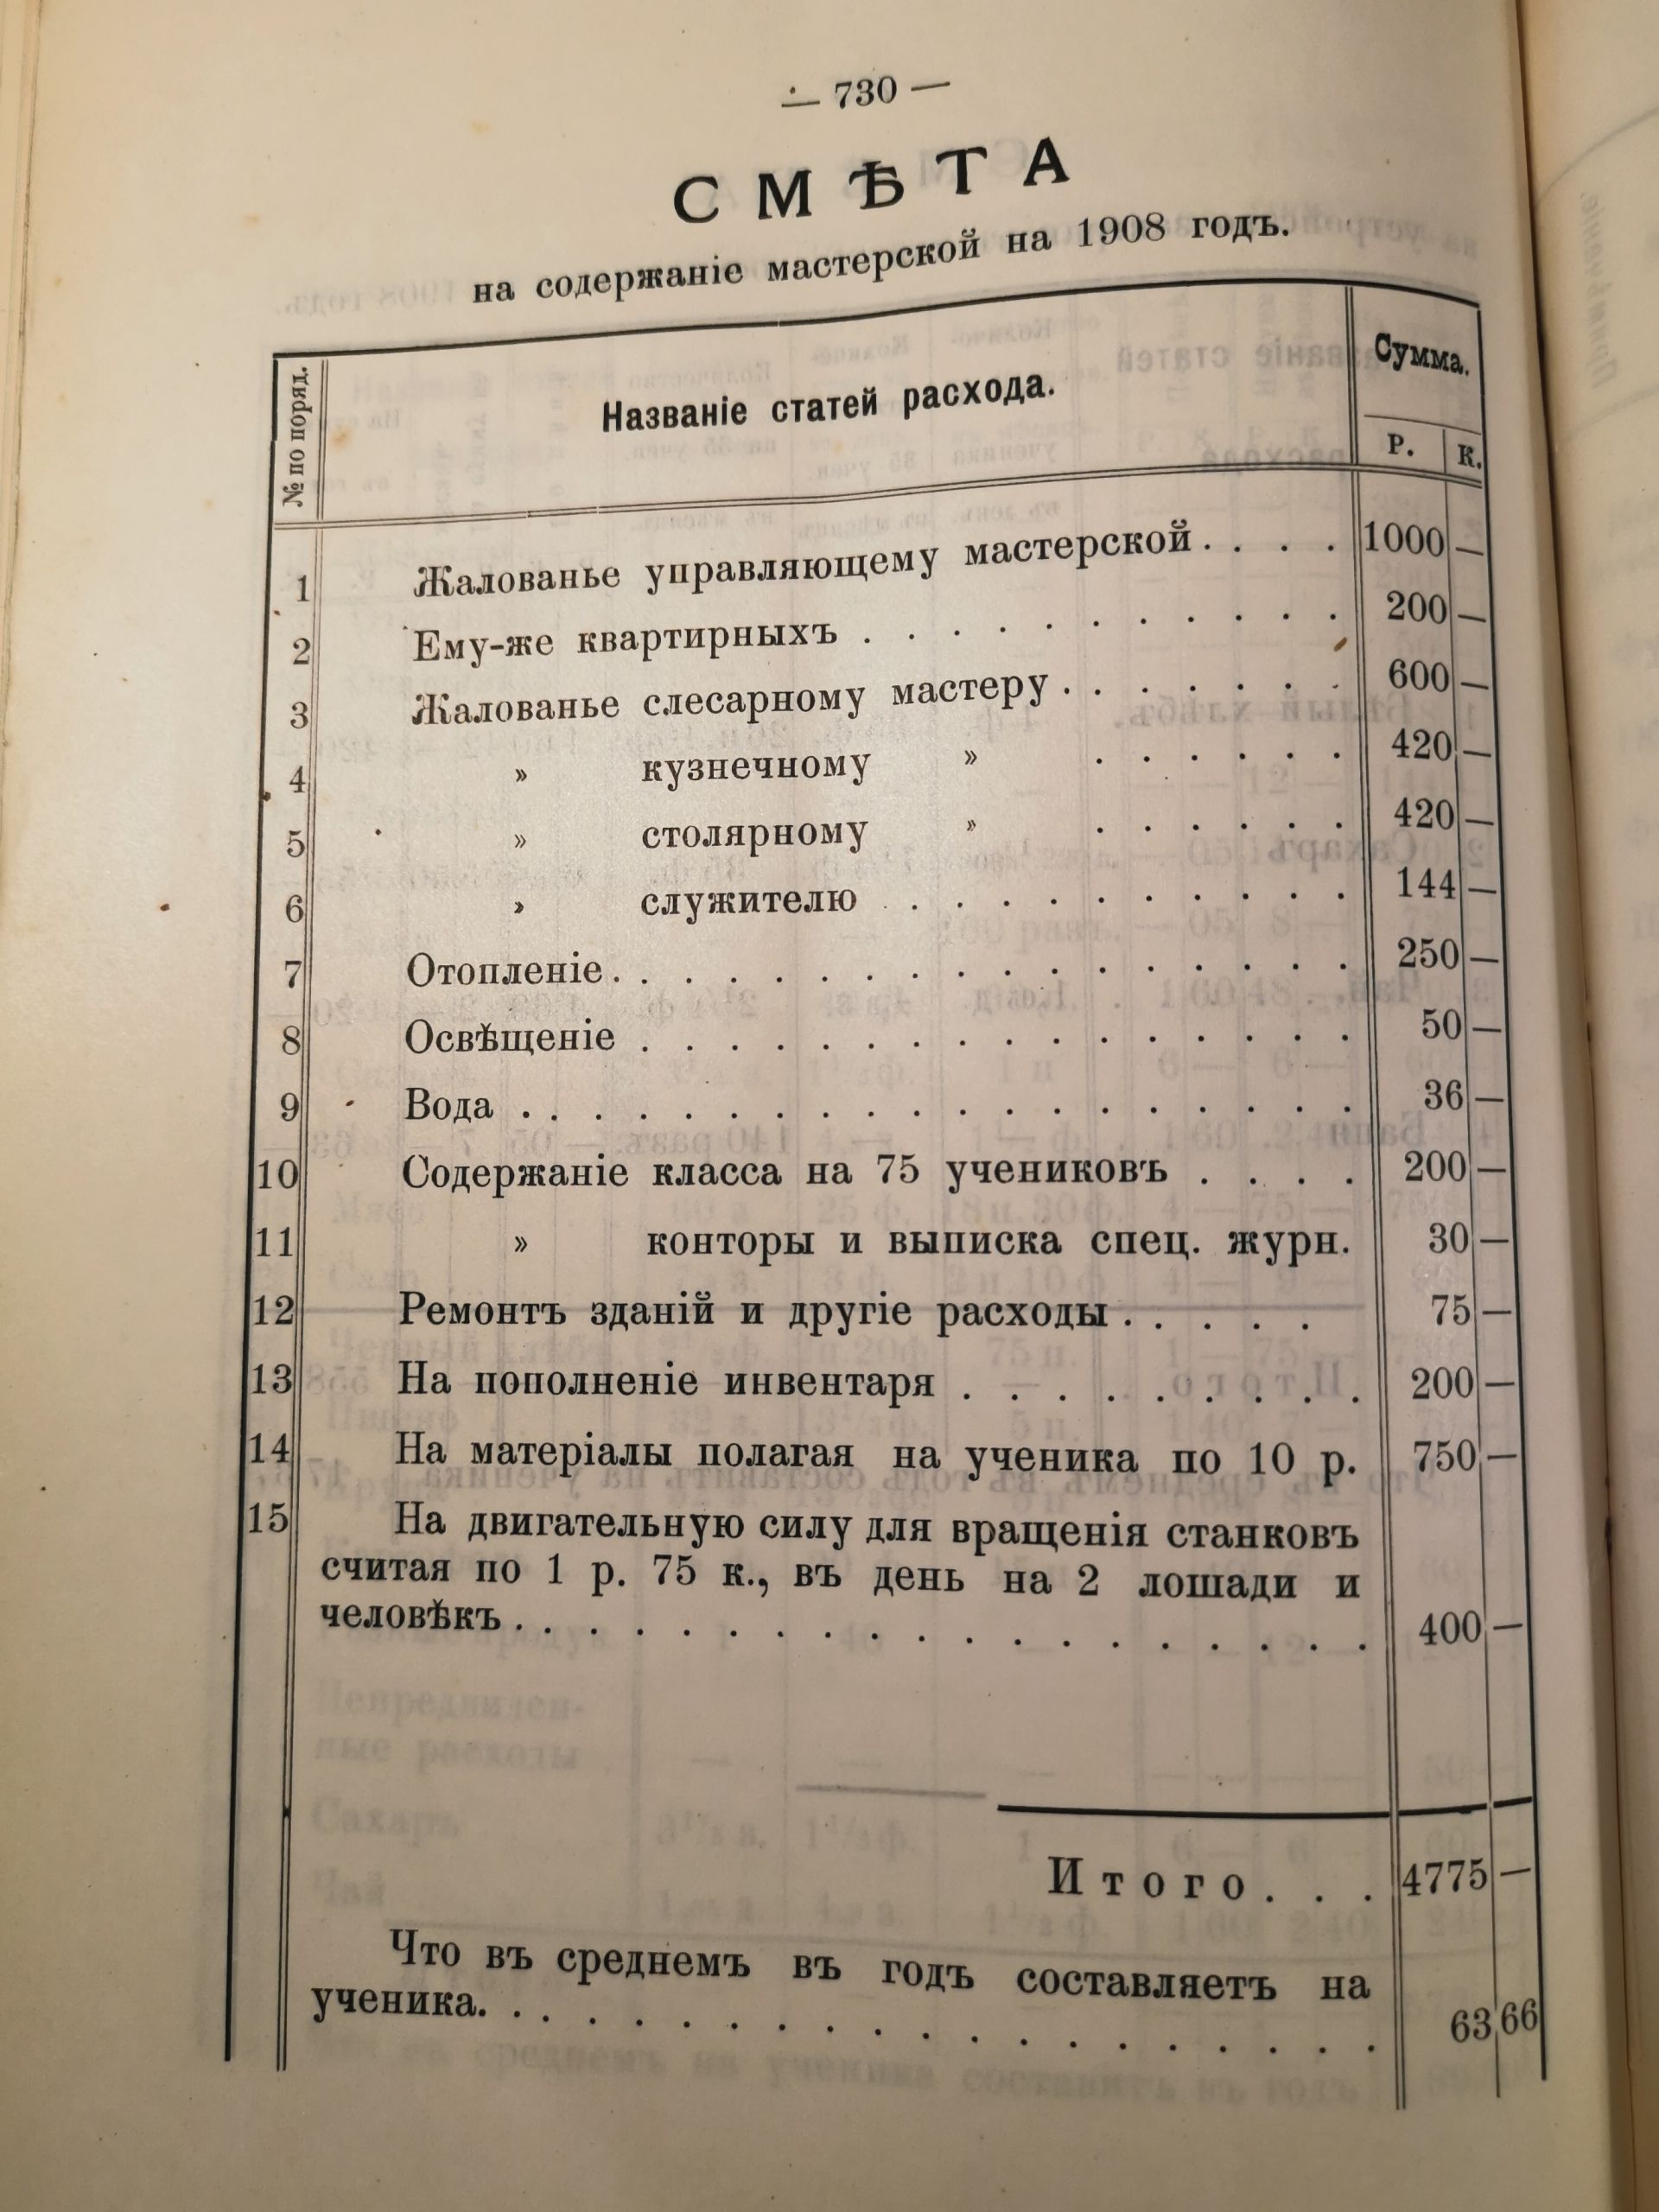 — 730 —
СМѢТА
на содержаніе мастерской на 1908 годъ.
№ по поряд. Названіе статей расхода. Сумма.
Р. К.
1 Жалованье управляющему мастерской . . . . 1000 —
2 Ему-же квартирныхъ . . . . . . . . . . . 200 —
3 Жалованье слесарному мастеру . . . . . . . 600 —
4 » кузнечному » . . . . . . 420 —
5 » столярному » . . . . . . 420 —
6 » служителю . . . . . . . . . . 144 —
7 Отопленіе . . . . . . . . . . . . . . . . . 250 —
8 Освѣщеніе . . . . . . . . . . . . . . . . 50 —
9 Вода . . . . . . . . . . . . . . . . . . . 36 —
10 Содержаніе класса на 75 учениковъ . . . . 200 —
11 » конторы и выписка спец. журн. 30 —
12 Ремонтъ зданій и другіе расходы . . . . . 75 —
13 На пополненіе инвентаря . . . . . . . . . 200 —
14 На матеріалы полагая на ученика по 10 р. 750 —
15 На двигательную силу для вращенія станковъ
считая по 1 р. 75 к., въ день на 2 лошади и
человѣкъ . . . . . . . . . . . . . . . . . . 400 —
Итого . . . 4775 —
Что въ среднемъ въ годъ составляетъ на
ученика. . . . . . . . . . . . . . . . . . . . 63 66